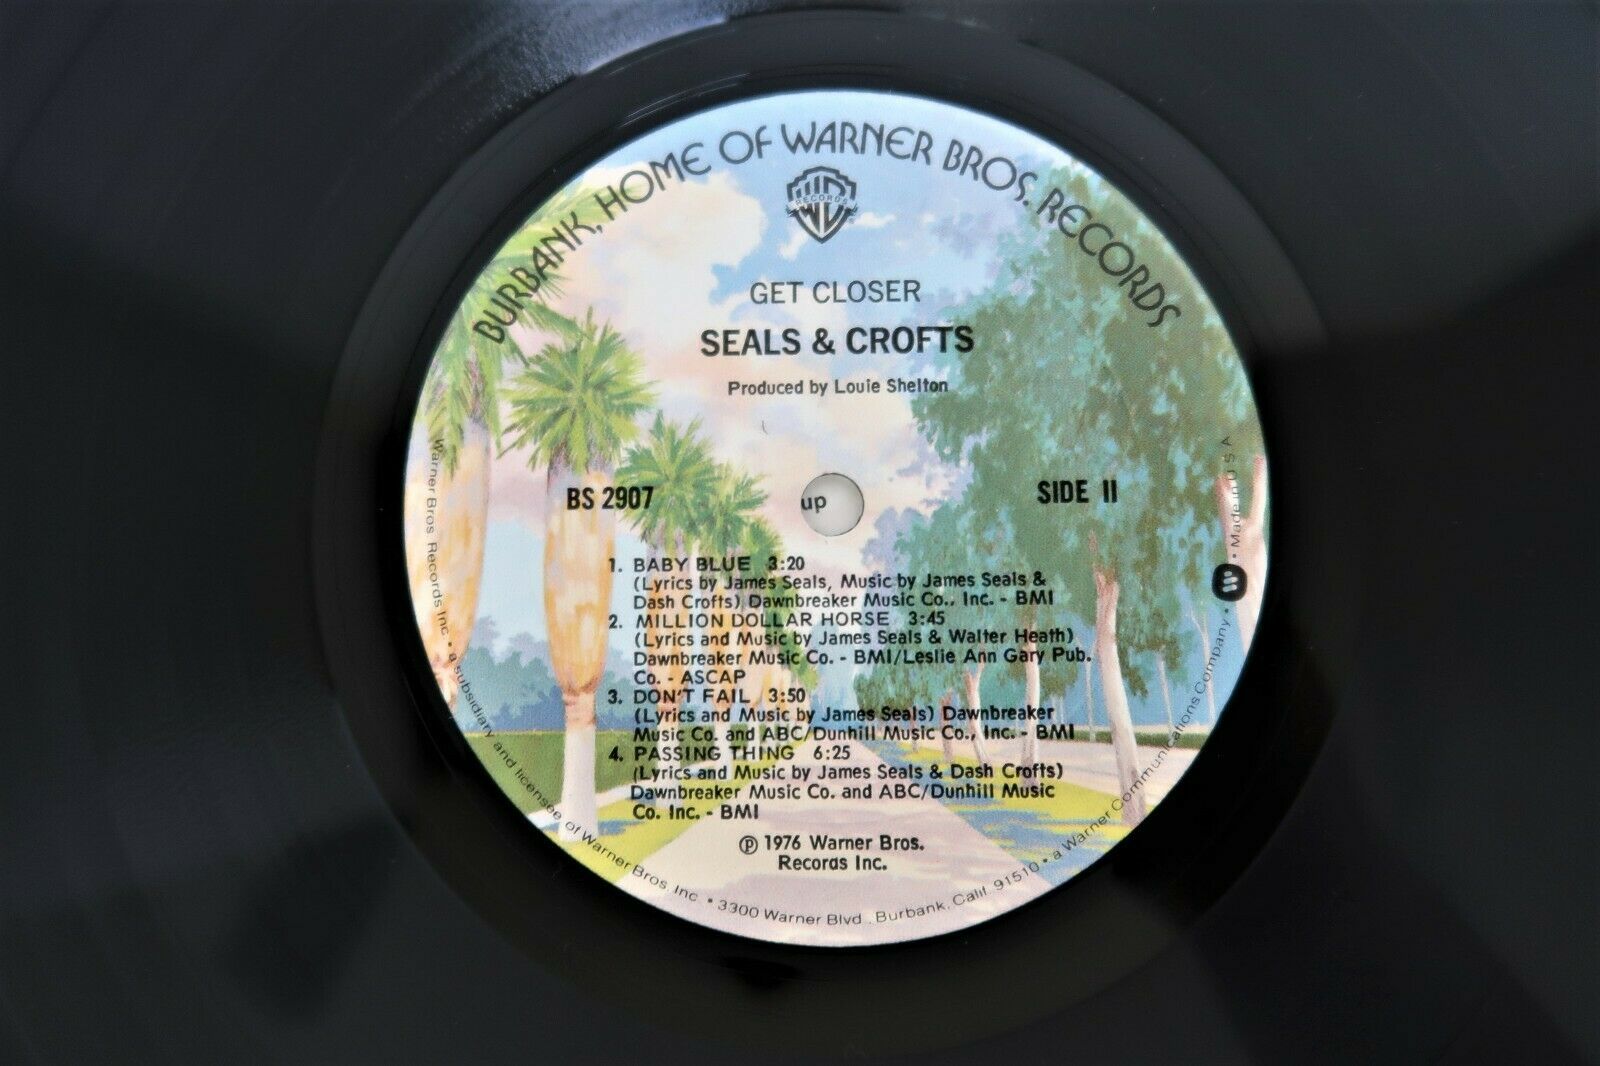 BURBANK, HOME OF WARNER BROS. RECORDS
RECORDS
GET CLOSER
SEALS & CROFTS
Produced by Louie Shelton
BS 2907
up
SIDE II
1. BABY BLUE 3:20
(Lyrics by James Seals, Music by James Seals &
Dash Crofts) Dawnbreaker Music Co., Inc. - BMI
2. MILLION DOLLAR HORSE 3:45
(Lyrics and Music by James Seals & Walter Heath)
Dawnbreaker Music Co. - BMI/Leslie Ann Gary Pub.
Co. - ASCAP
3. DON'T FAIL 3:50
(Lyrics and Music by James Seals) Dawnbreaker
Music Co. and ABC/Dunhill Music Co., Inc. - BMI
4. PASSING THING 6:25
(Lyrics and Music by James Seals & Dash Crofts)
Dawnbreaker Music Co. and ABC/Dunhill Music
Co. Inc. - BMI
℗ 1976 Warner Bros.
Records Inc.
Warner Bros. Records Inc. • a subsidiary and licensee of Warner Bros. Inc. • 3300 Warner Blvd., Burbank, Calif. 91510 • a Warner Communications Company • Made in U S A